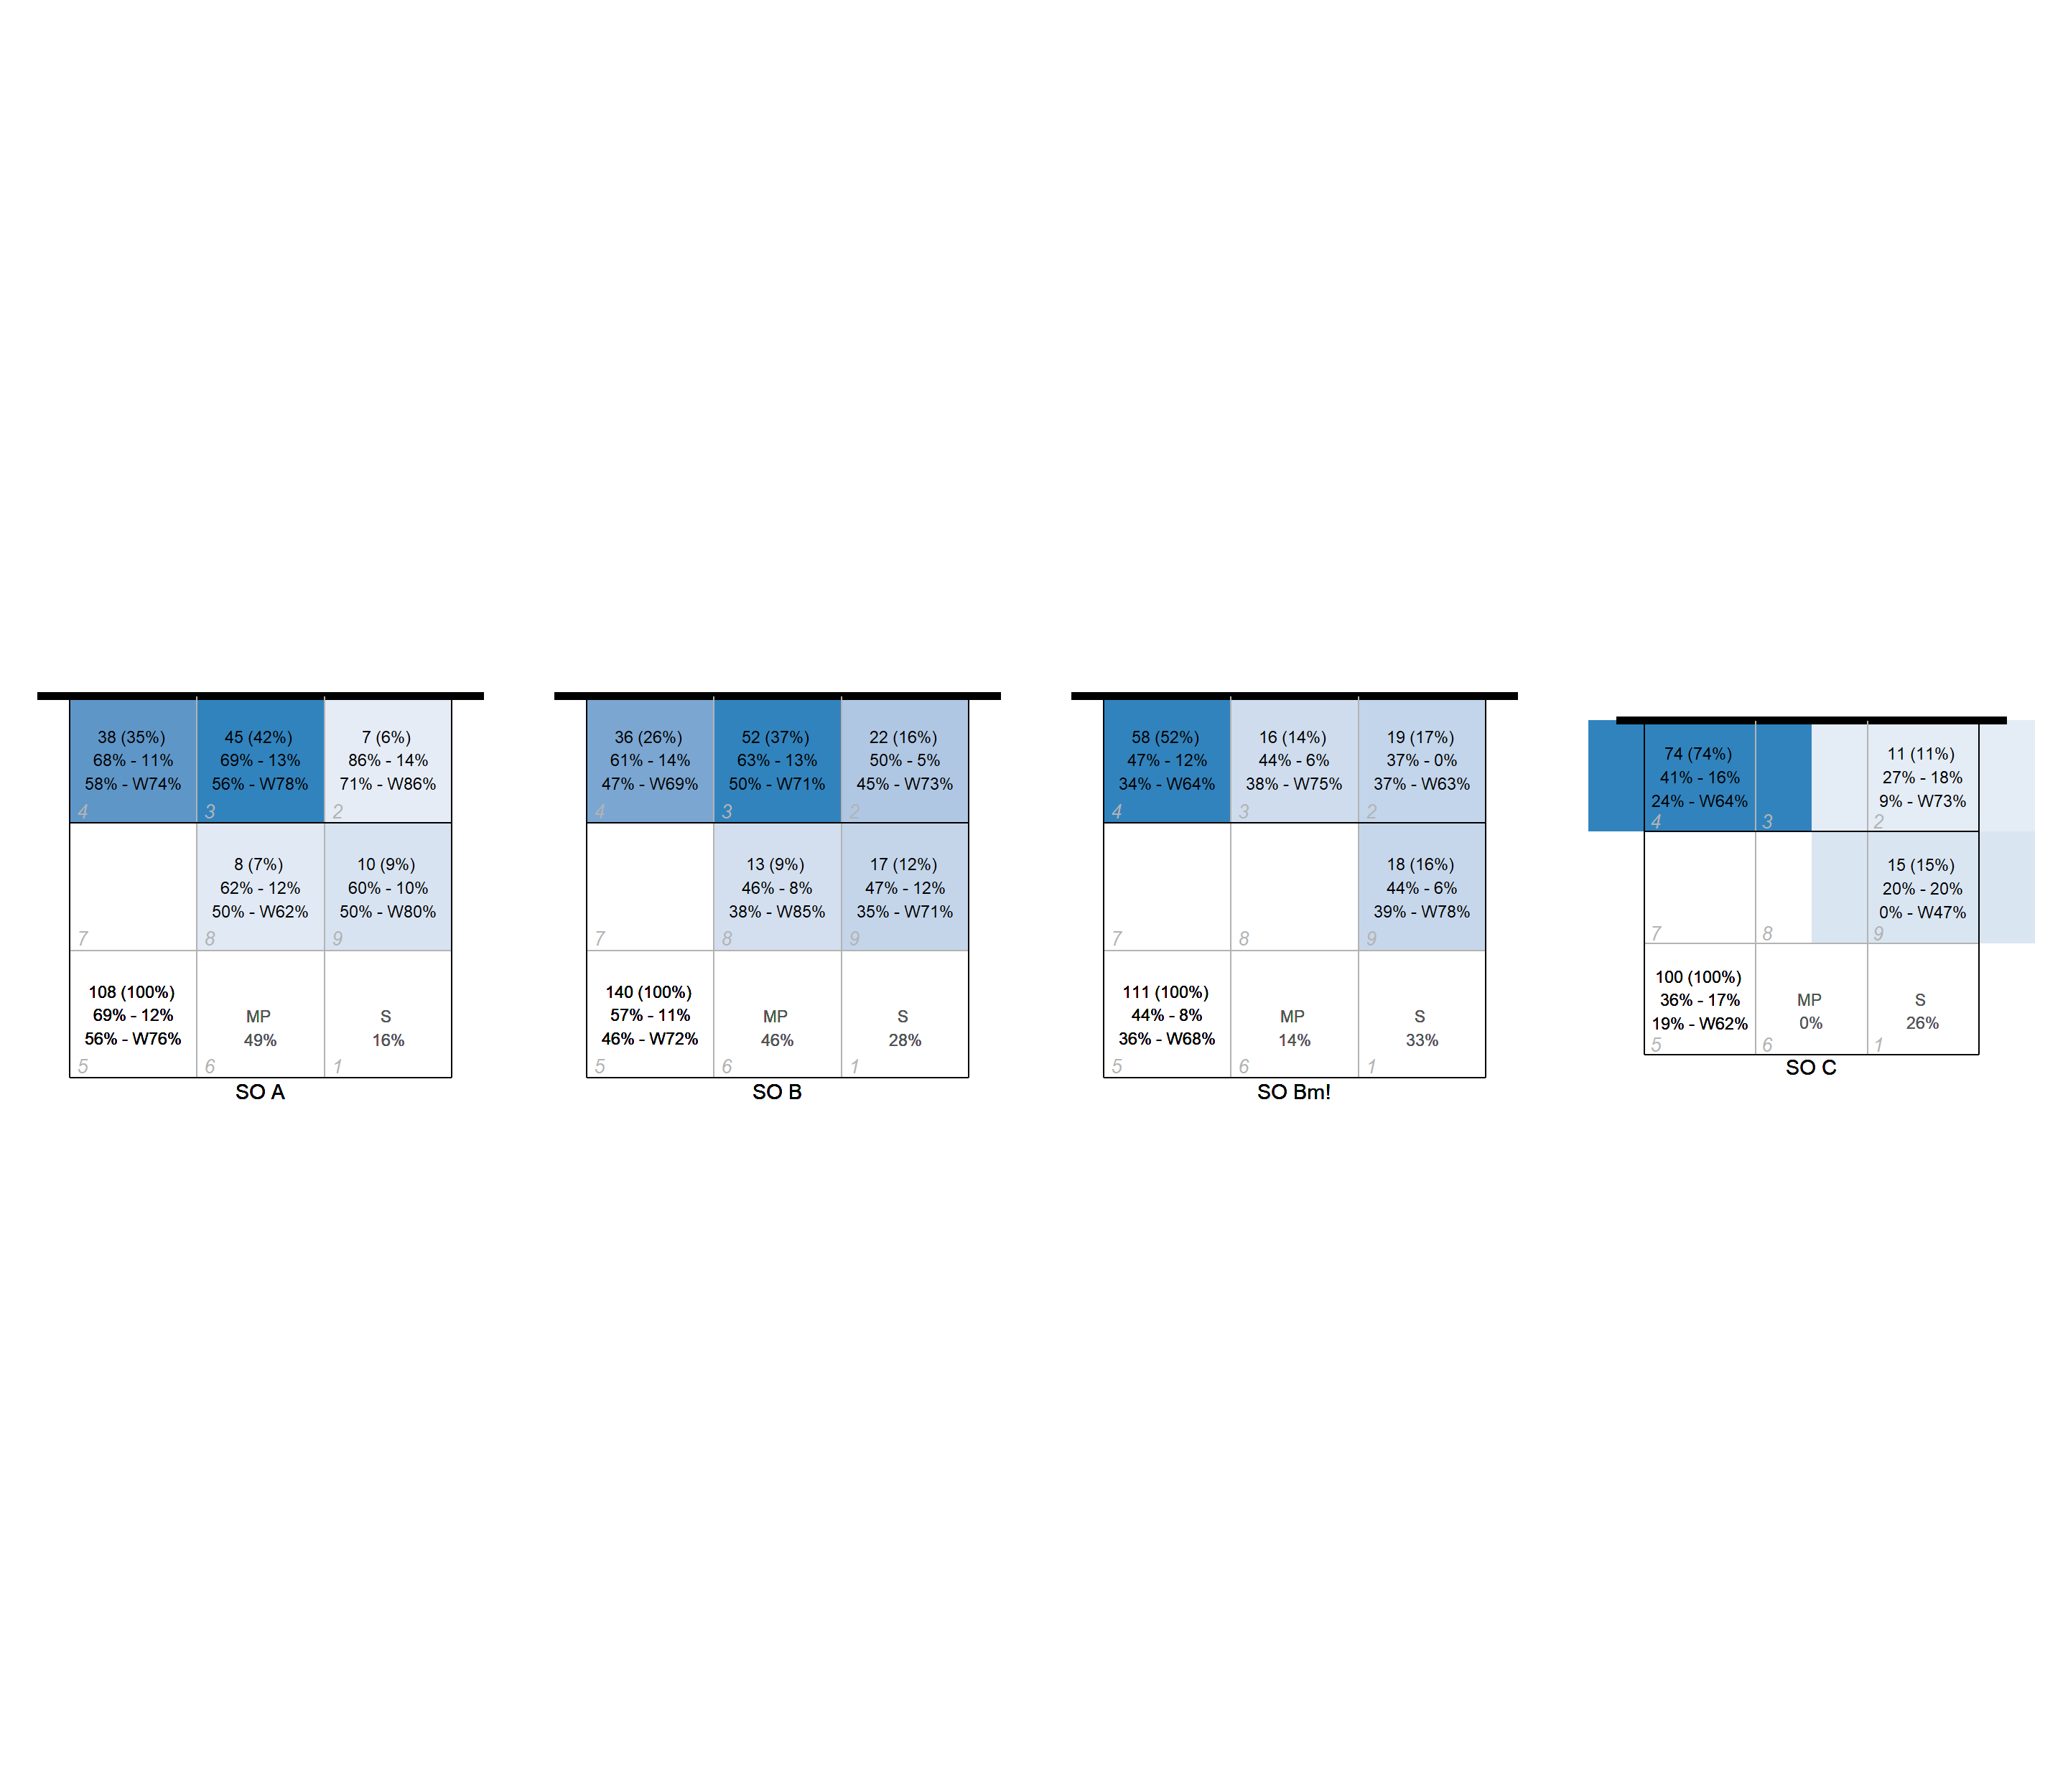 38 (35%)
68% - 11%
58% - W74%
4
45 (42%)
69% - 13%
56% - W78%
3
7 (6%)
86% - 14%
71% - W86%
2
7
8 (7%)
62% - 12%
50% - W62%
8
10 (9%)
60% - 10%
50% - W80%
9
108 (100%)
69% - 12%
56% - W76%
5
MP
49%
6
S
16%
1
SO A
36 (26%)
61% - 14%
47% - W69%
4
52 (37%)
63% - 13%
50% - W71%
3
22 (16%)
50% - 5%
45% - W73%
2
7
13 (9%)
46% - 8%
38% - W85%
8
17 (12%)
47% - 12%
35% - W71%
9
140 (100%)
57% - 11%
46% - W72%
5
MP
46%
6
S
28%
1
SO B
58 (52%)
47% - 12%
34% - W64%
4
16 (14%)
44% - 6%
38% - W75%
3
19 (17%)
37% - 0%
37% - W63%
2
7
8
18 (16%)
44% - 6%
39% - W78%
9
111 (100%)
44% - 8%
36% - W68%
5
MP
14%
6
S
33%
1
SO Bm!
74 (74%)
41% - 16%
24% - W64%
4
3
11 (11%)
27% - 18%
9% - W73%
2
7
8
15 (15%)
20% - 20%
0% - W47%
9
100 (100%)
36% - 17%
19% - W62%
5
MP
0%
6
S
26%
1
SO C